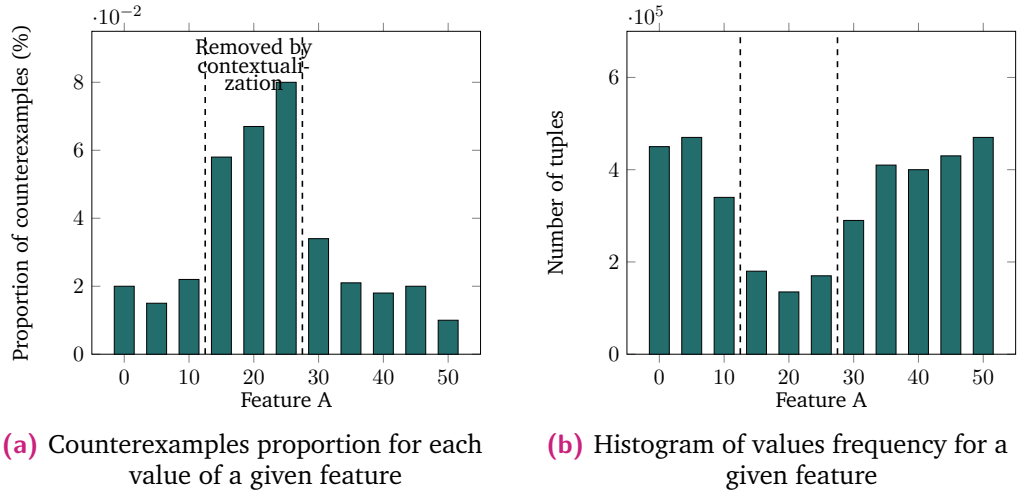 ·10⁻²
Proportion of counterexamples (%)
8
6
4
2
0
Removed by
contextuali-
zation
0 10 20 30 40 50
Feature A
(a) Counterexamples proportion for each
value of a given feature
·10⁵
Number of tuples
6
4
2
0
0 10 20 30 40 50
Feature A
(b) Histogram of values frequency for a
given feature